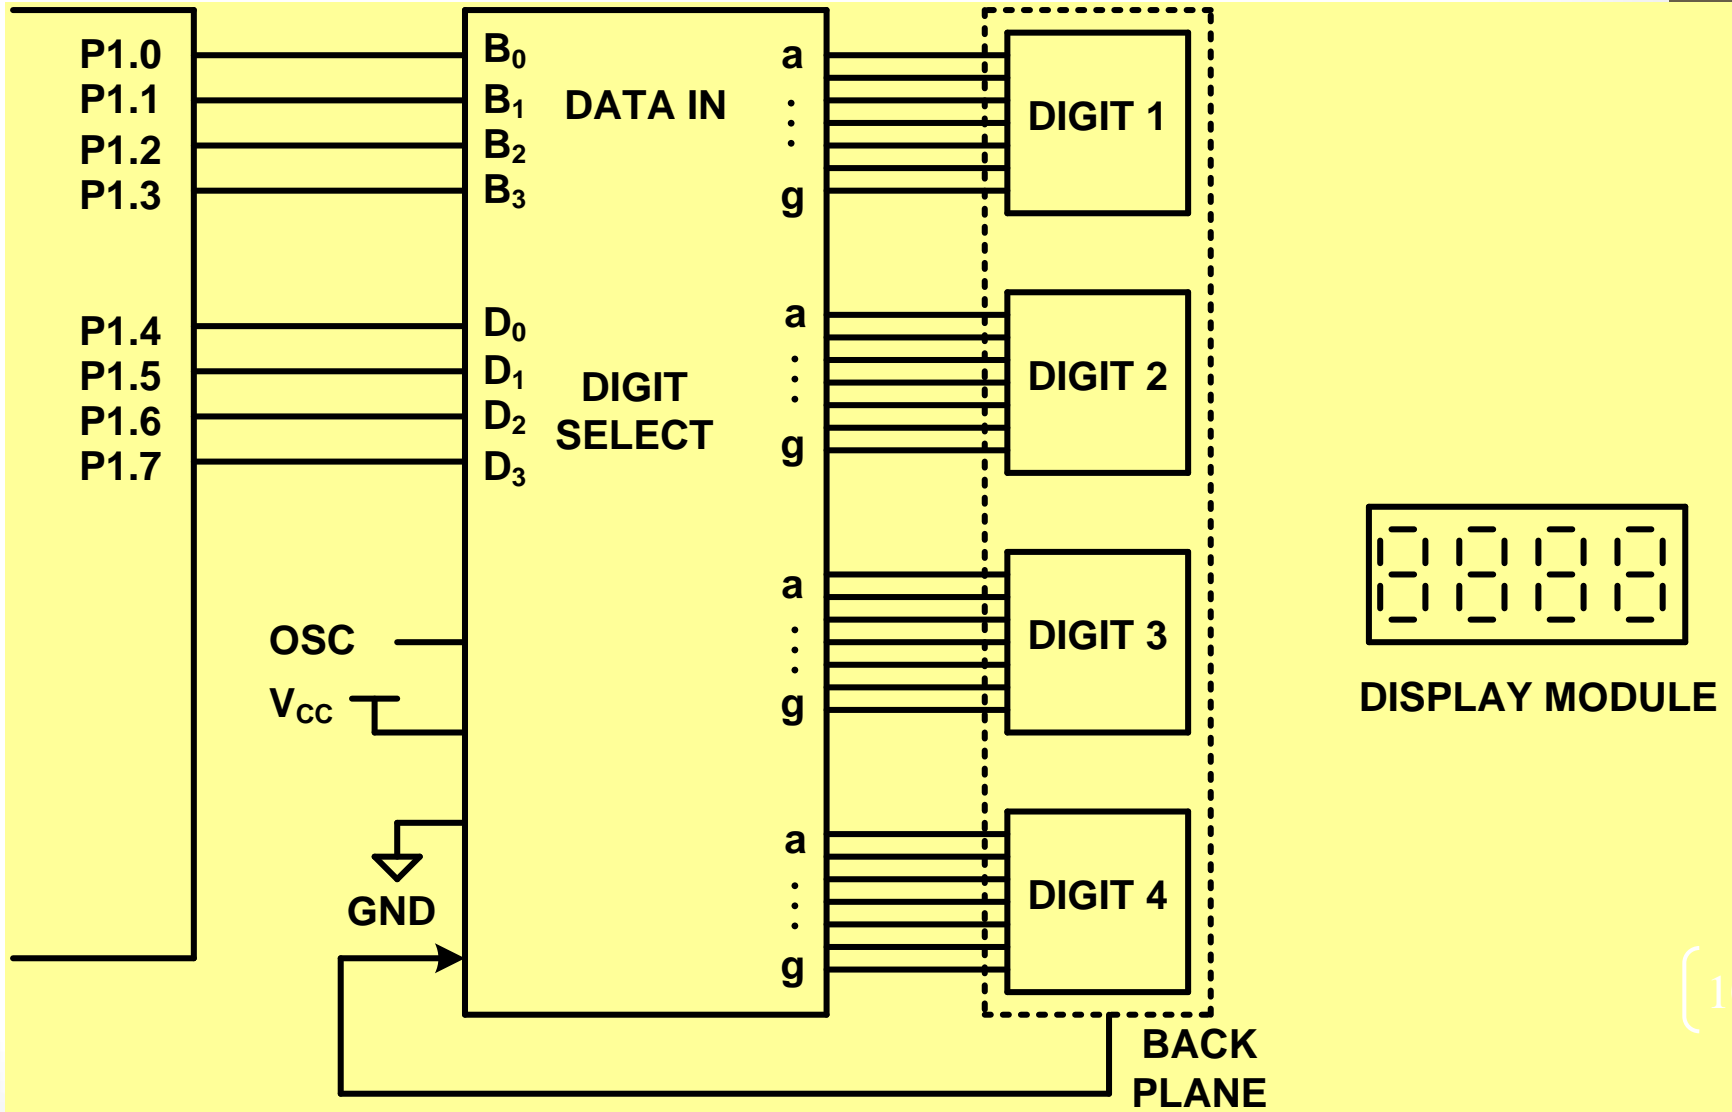 P1.0
P1.1
P1.2
P1.3
P1.4
P1.5
P1.6
P1.7
B0
B1
B2
B3
DATA IN
D0
D1
D2
D3
DIGIT
SELECT
OSC
VCC
GND
a
g
a
g
a
g
a
g
DIGIT 1
DIGIT 2
DIGIT 3
DIGIT 4
BACK
PLANE
DISPLAY MODULE
1